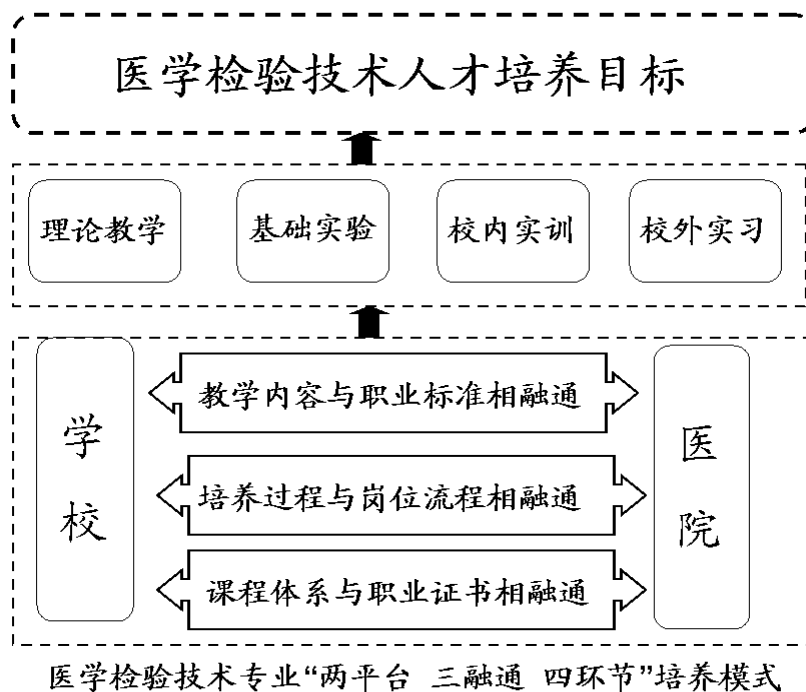 医学检验技术人才培养目标
理论教学
基础实验
校内实训
校外实习
学校
教学内容与职业标准相融通
培养过程与岗位流程相融通
课程体系与职业证书相融通
医院
医学检验技术专业“两平台 三融通 四环节”培养模式